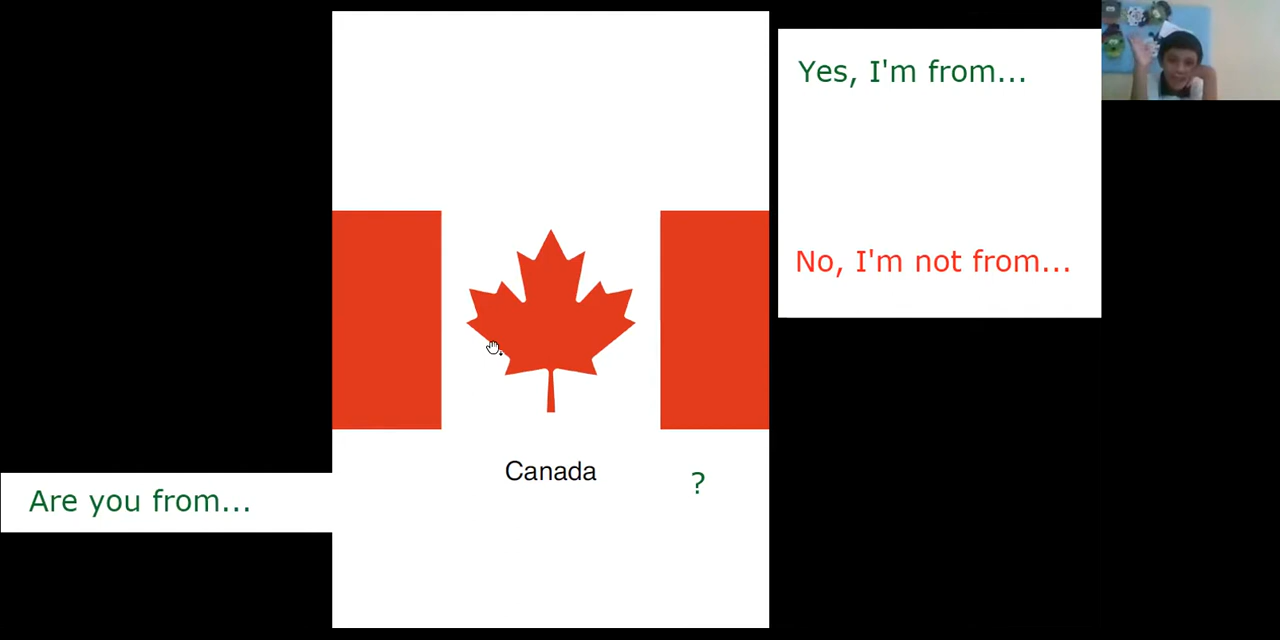 Yes, I'm from...
No, I'm not from...
Canada
?
Are you from...